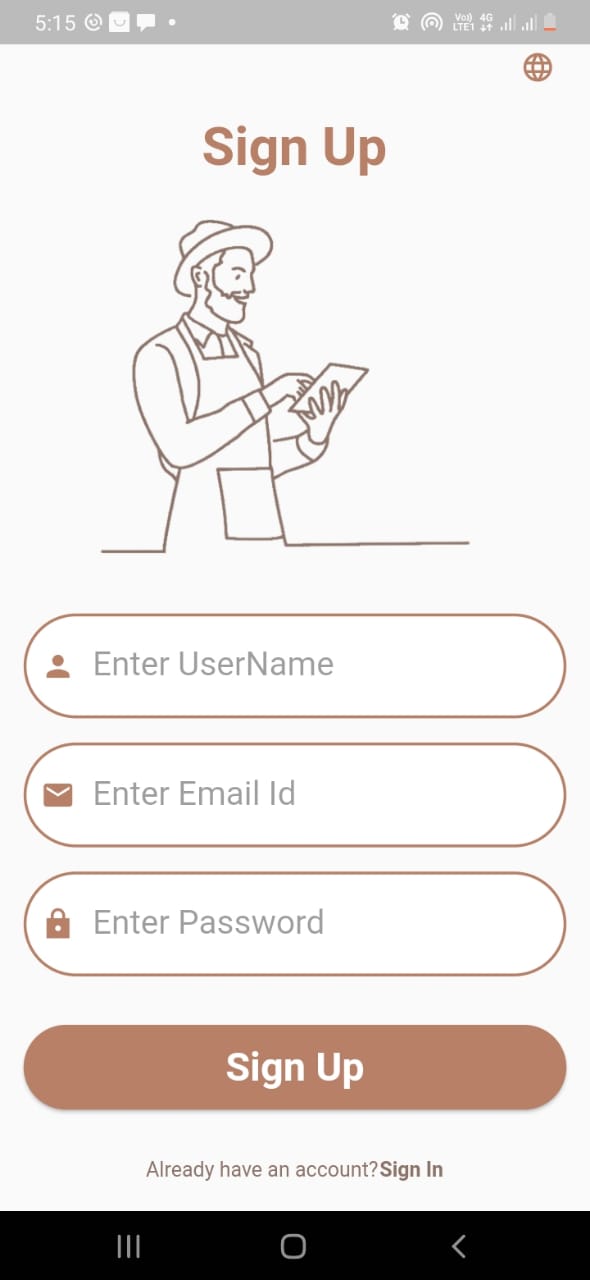 5:15
Vo)) 4G
LTE1
Sign Up
Enter UserName
Enter Email Id
Enter Password
Sign Up
Already have an account?Sign In